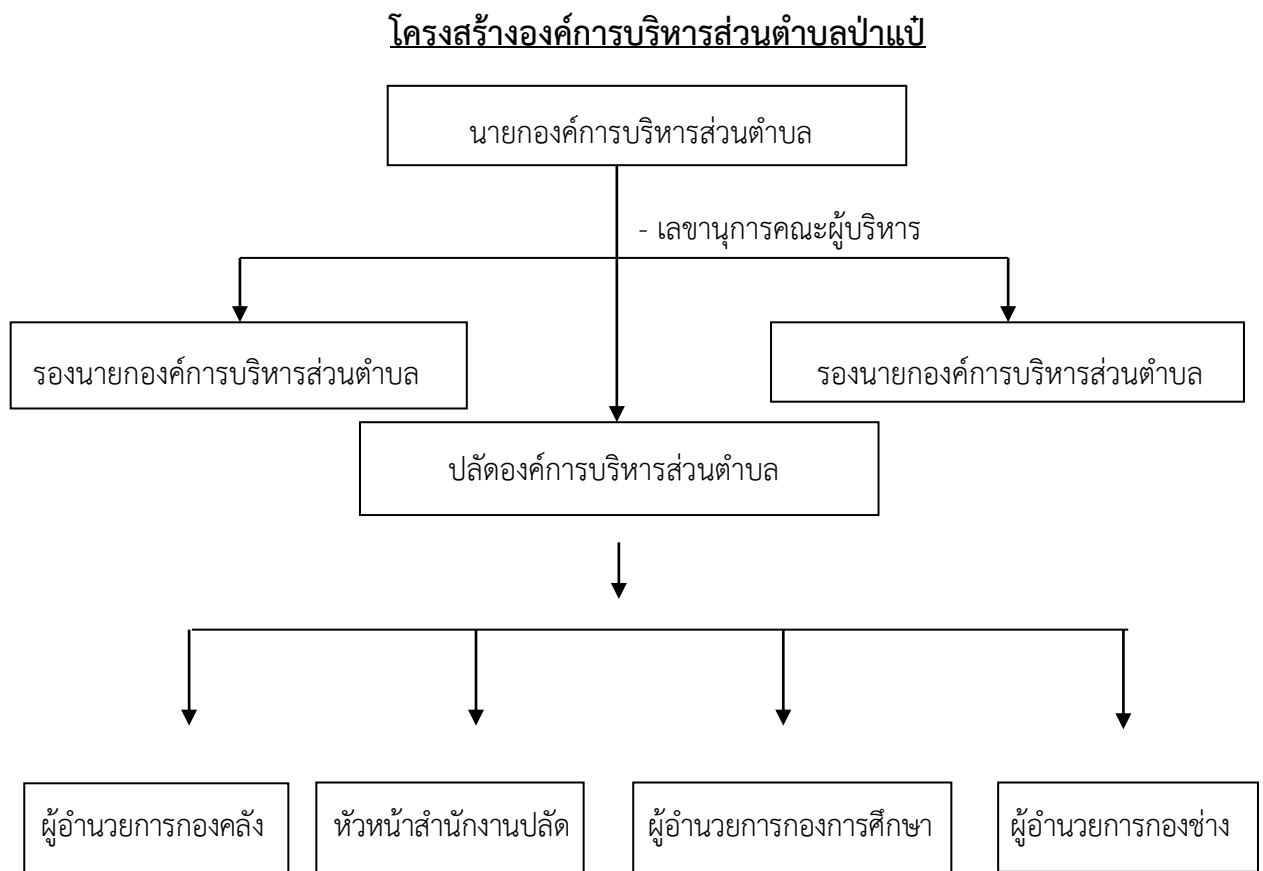 โครงสร้างองค์การบริหารส่วนตำบลป่าแป๋
นายกองค์การบริหารส่วนตำบล
- เลขานุการคณะผู้บริหาร
รองนายกองค์การบริหารส่วนตำบล
รองนายกองค์การบริหารส่วนตำบล
ปลัดองค์การบริหารส่วนตำบล
ผู้อำนวยการกองคลัง
หัวหน้าสำนักงานปลัด
ผู้อำนวยการกองการศึกษา
ผู้อำนวยการกองช่าง